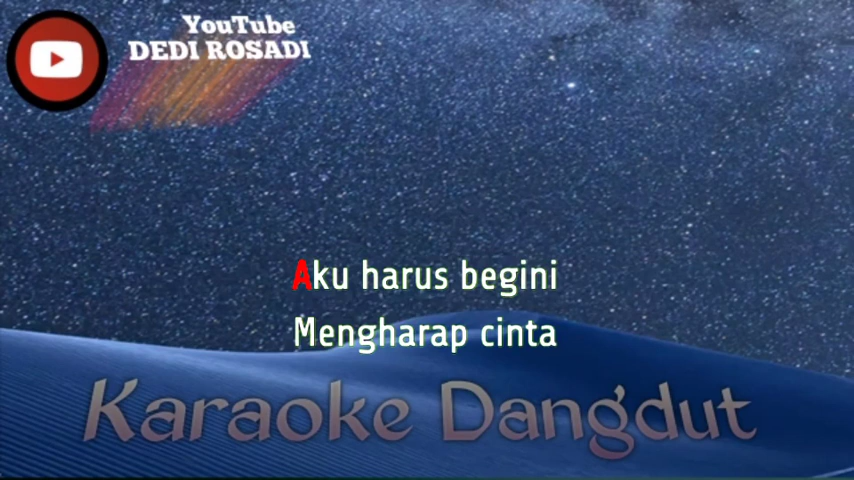 YouTube
DEDI ROSADI
Aku harus begini
Mengharap cinta
Karaoke Dangdut